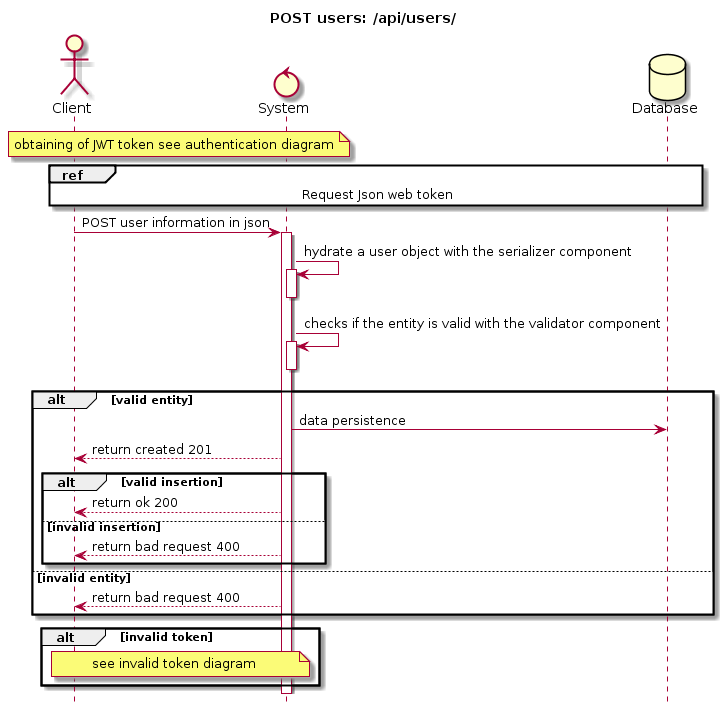 POST users: /api/users/
Client
System
Database
obtaining of JWT token see authentication diagram
ref
Request Json web token
POST user information in json
hydrate a user object with the serializer component
checks if the entity is valid with the validator component
alt [valid entity]
data persistence
return created 201
alt [valid insertion]
return ok 200
[invalid insertion]
return bad request 400
[invalid entity]
return bad request 400
alt [invalid token]
see invalid token diagram